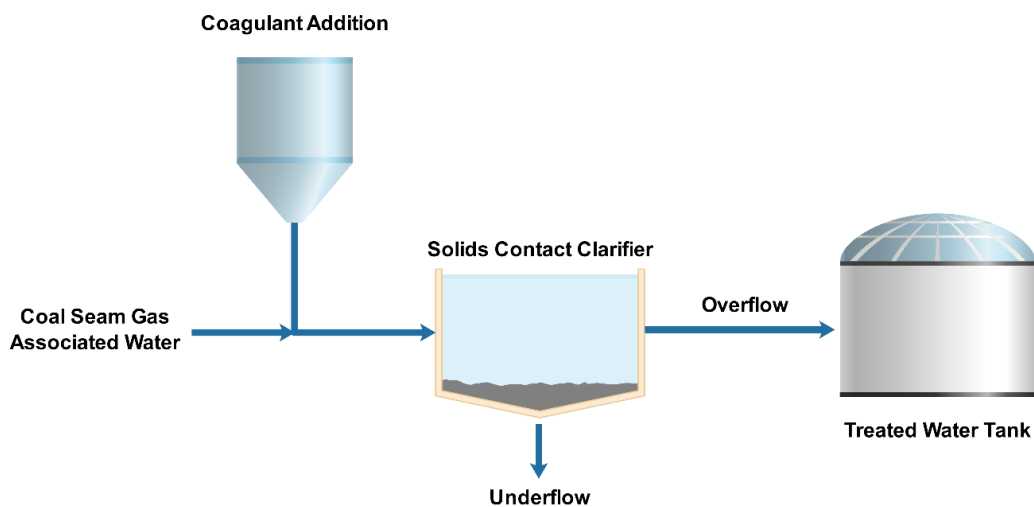 Coagulant Addition
Solids Contact Clarifier
Coal Seam Gas
Associated Water
Overflow
Treated Water Tank
Underflow